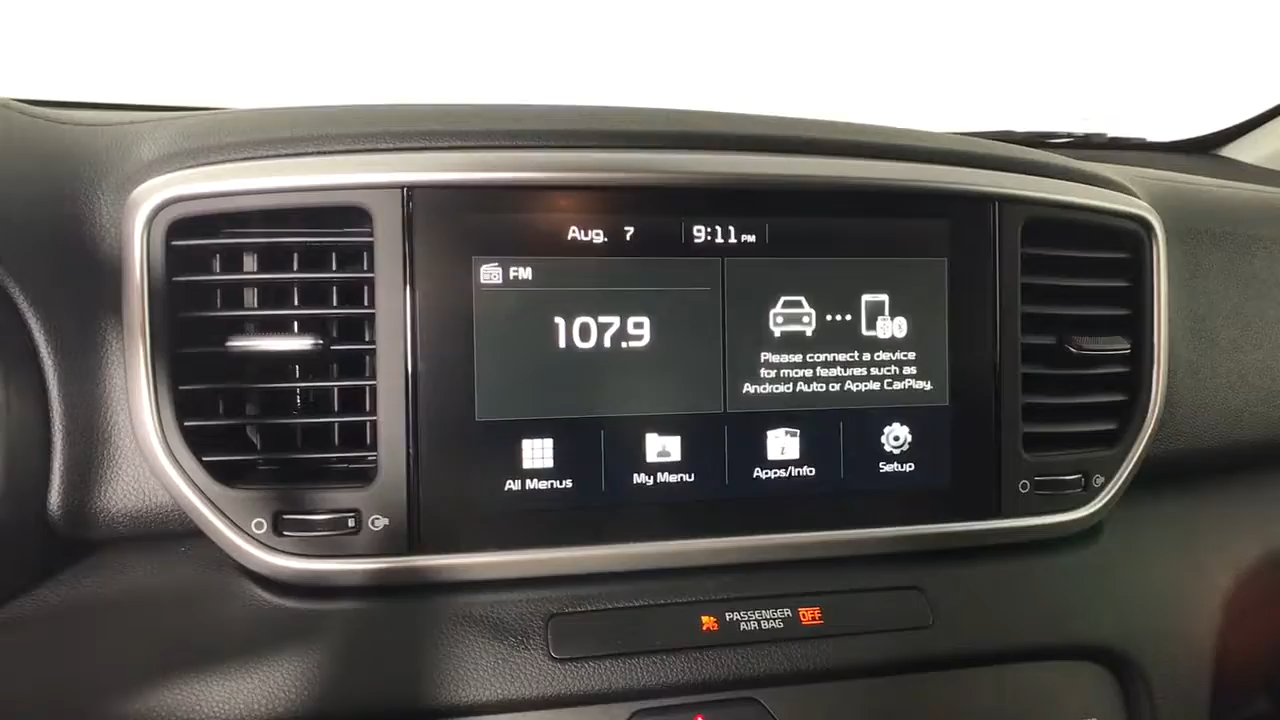 Aug. 7
9:11 PM
FM
107.9
Please connect a device
for more features such as
Android Auto or Apple CarPlay.
All Menus
My Menu
Apps/Info
Setup
PASSENGER
AIR BAG
OFF